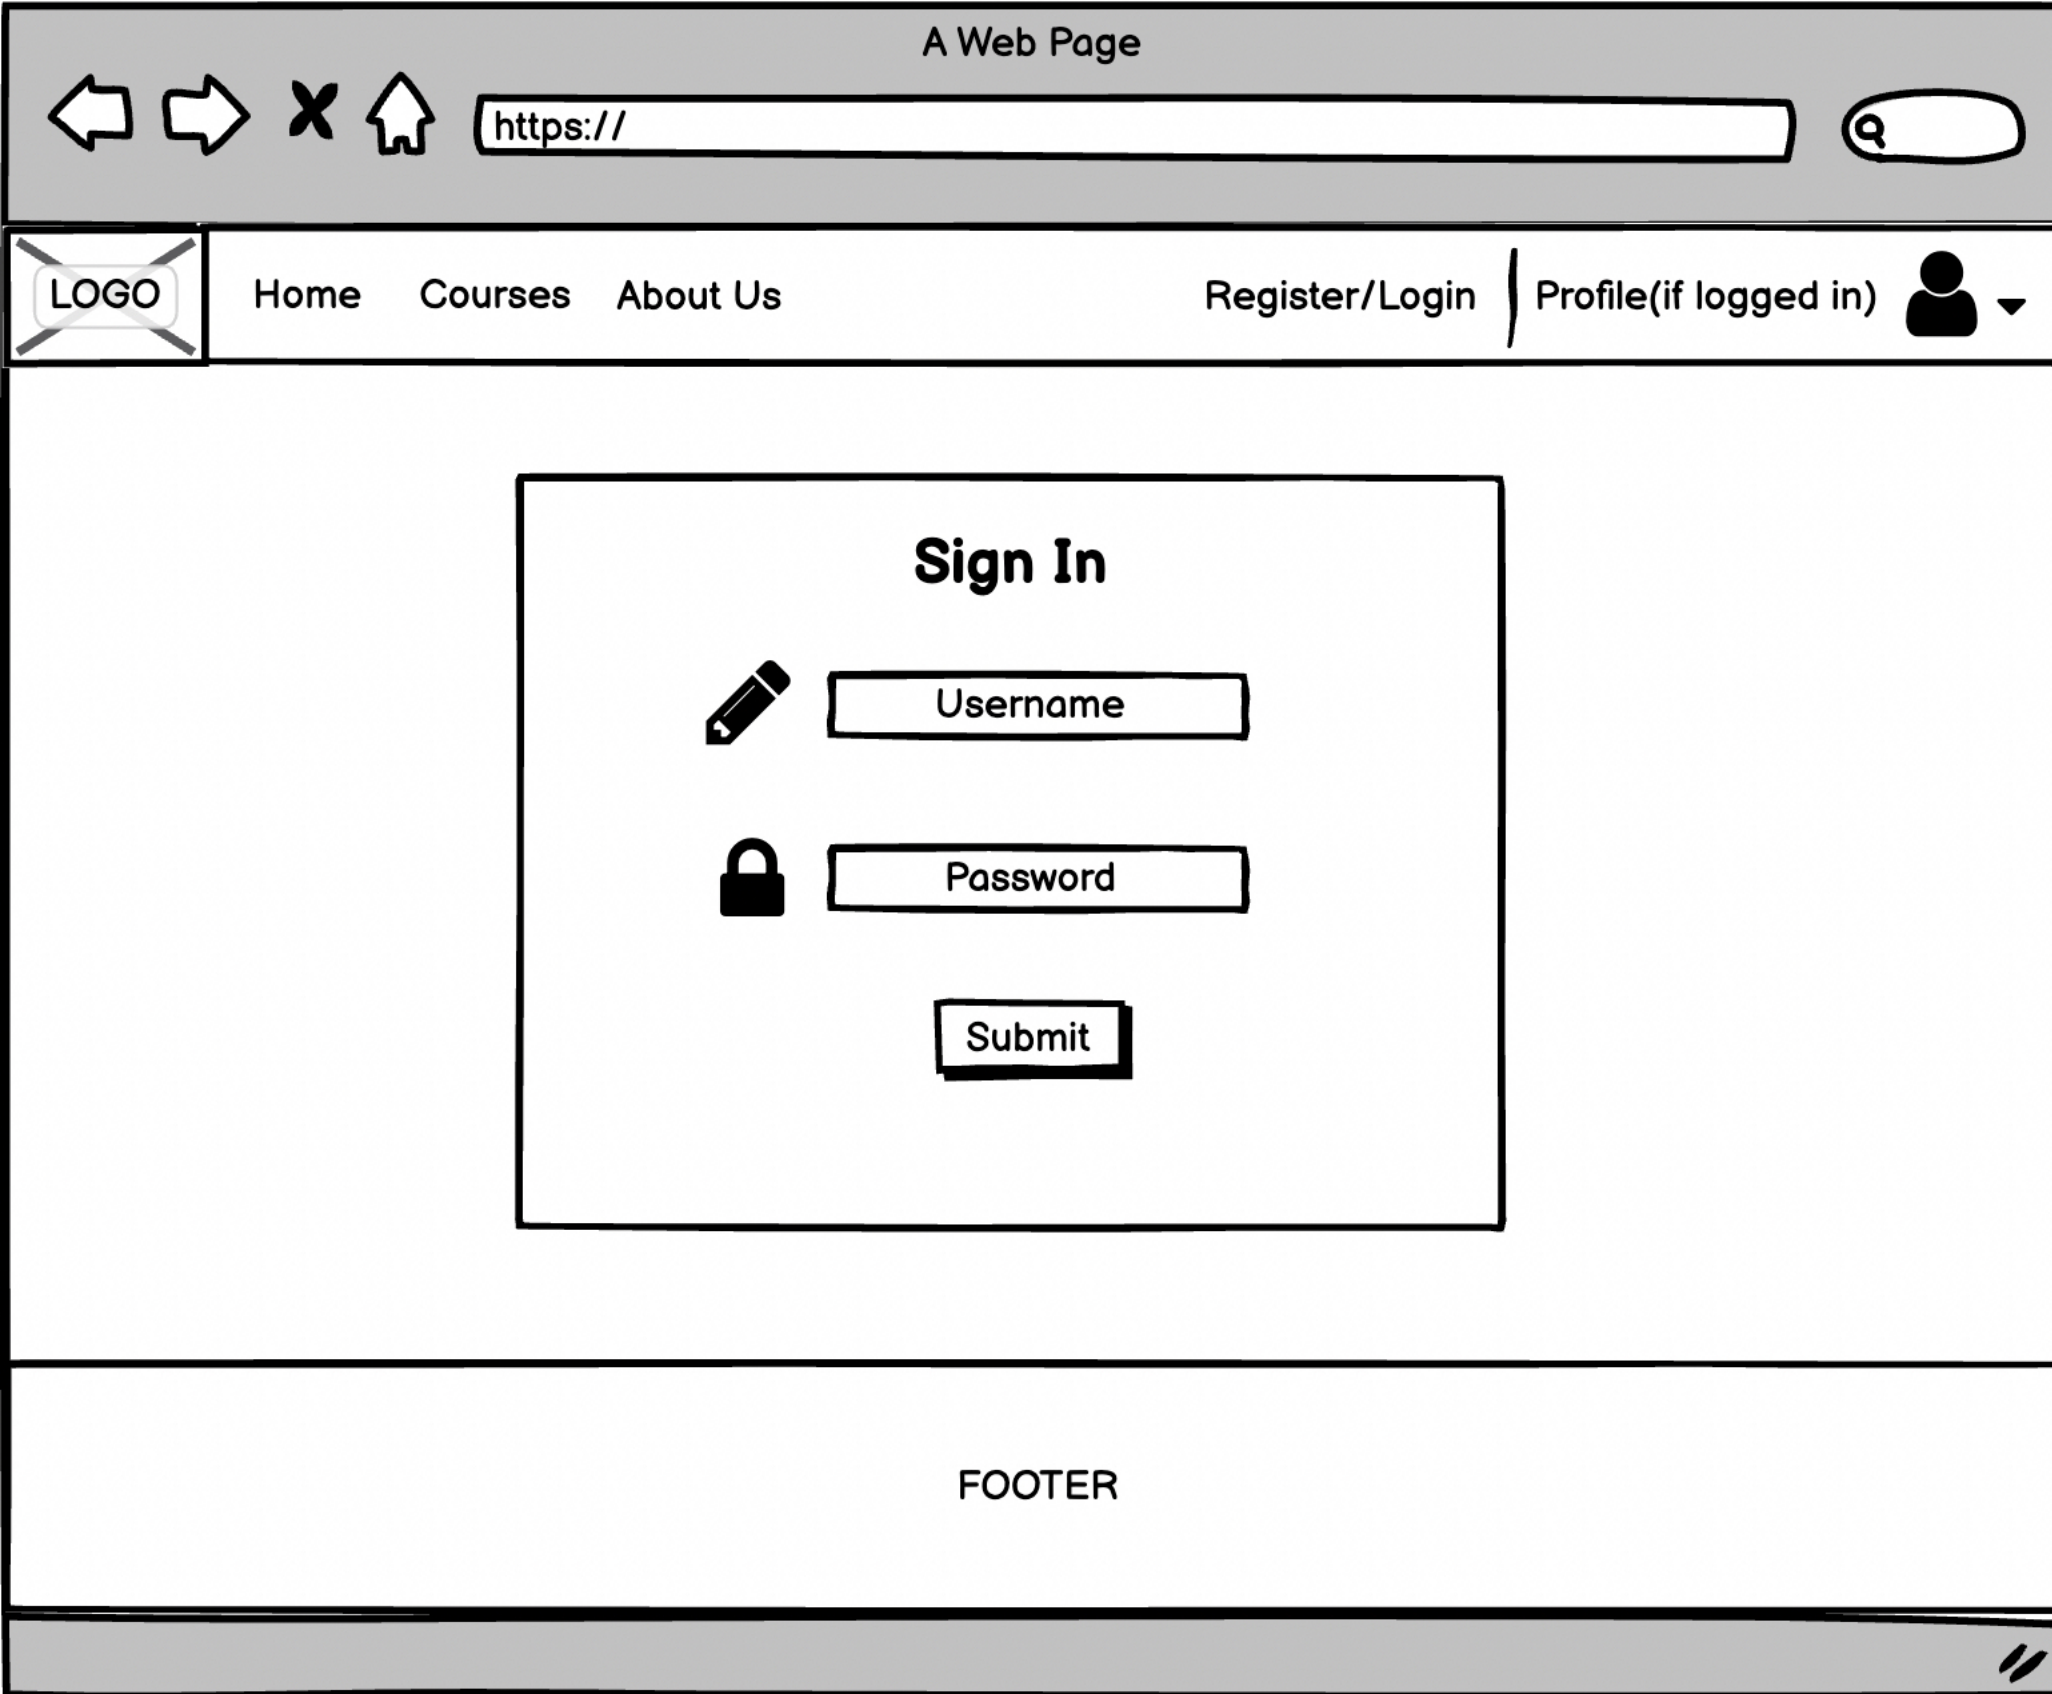 A Web Page
https://
LOGO Home Courses About Us Register/Login Profile(if logged in)
Sign In
Username
Password
Submit
FOOTER